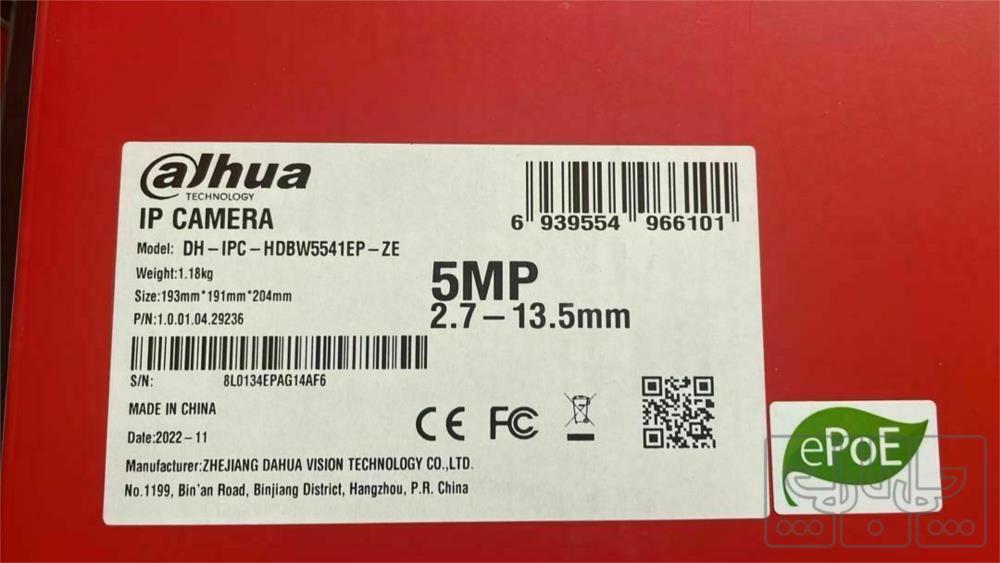 alhua
TECHNOLOGY
IP CAMERA
Model: DH-IPC-HDBW5541EP-ZE
Weight:1.18kg
Size:193mm*191mm*204mm
P/N:1.0.01.04.29236
S/N: 8L0134EPAG14AF6
MADE IN CHINA
Date:2022-11
Manufacturer:ZHEJIANG DAHUA VISION TECHNOLOGY CO.,LTD.
No.1199, Bin'an Road, Binjiang District, Hangzhou, P.R. China
6 939554 966101
5MP
2.7-13.5mm
CE FC
ePoE